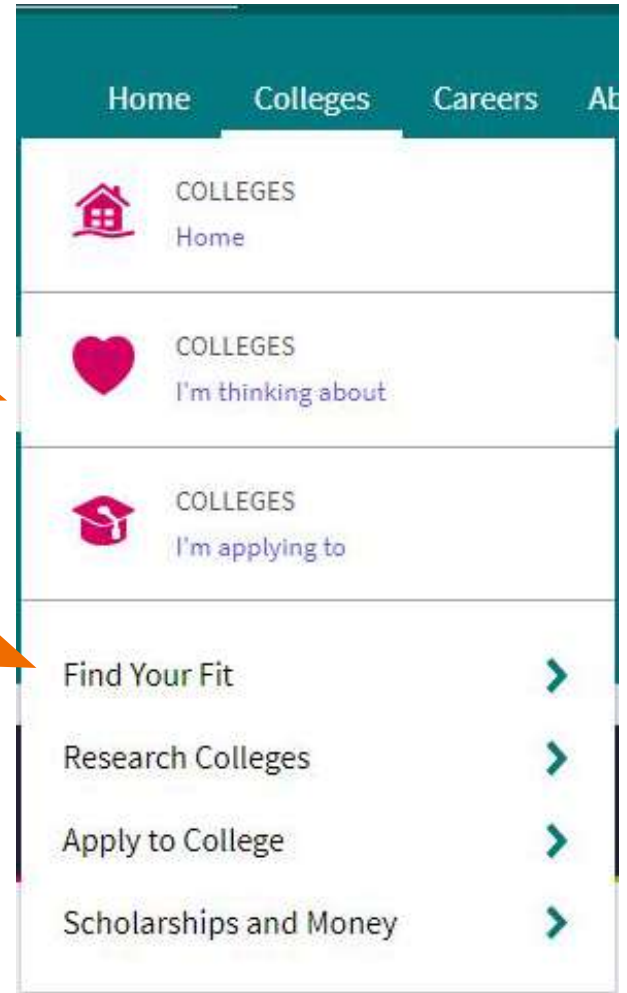 Home Colleges Careers Ab
COLLEGES
Home
COLLEGES
I'm thinking about
COLLEGES
I'm applying to
Find Your Fit
Research Colleges
Apply to College
Scholarships and Money